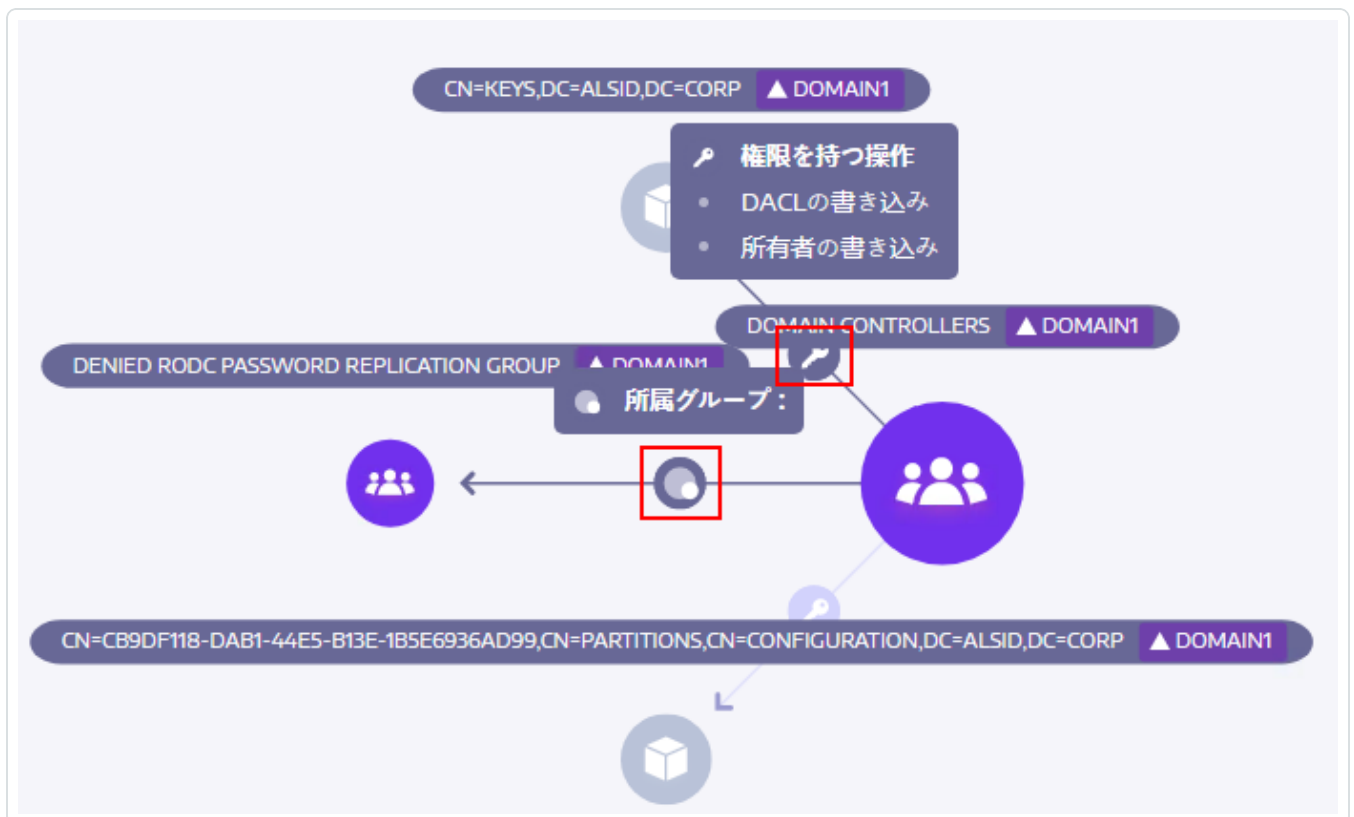 CN=KEYS,DC=ALSID,DC=CORP DOMAIN1
権限を持つ操作
DACLの書き込み
所有者の書き込み
DOMAIN CONTROLLERS DOMAIN1
DENIED RODC PASSWORD REPLICATION GROUP DOMAIN1
所属グループ：
CN=CB9DF118-DAB1-44E5-B13E-1B5E6936AD99,CN=PARTITIONS,CN=CONFIGURATION,DC=ALSID,DC=CORP DOMAIN1